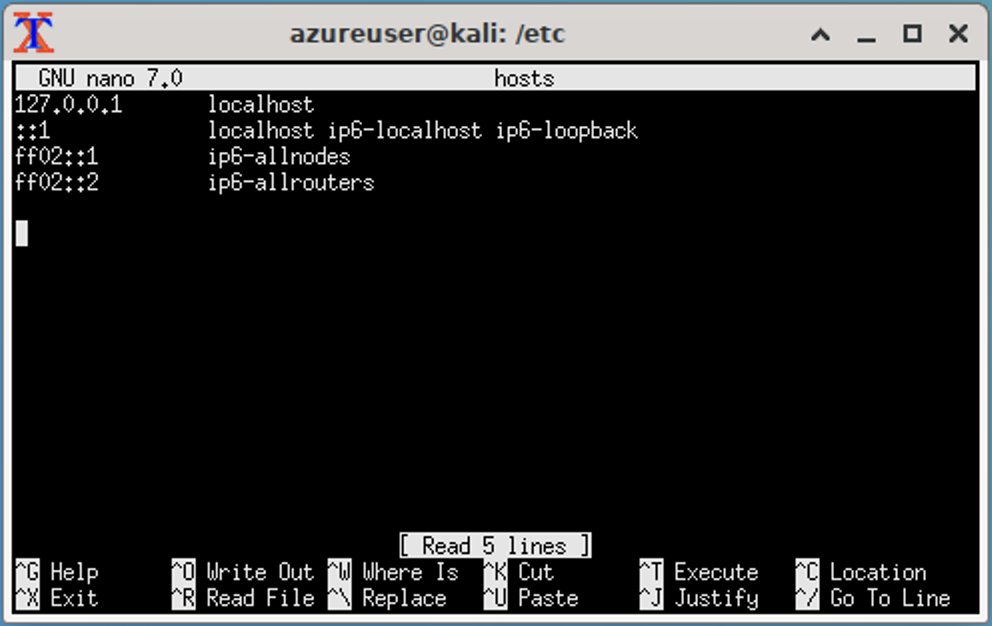 azureuser@kali: /etc
GNU nano 7.0 hosts
127.0.0.1 localhost
::1 localhost ip6-localhost ip6-loopback
ff02::1 ip6-allnodes
ff02::2 ip6-allrouters
[ Read 5 lines ]
^G Help ^O Write Out ^W Where Is ^K Cut ^T Execute ^C Location
^X Exit ^R Read File ^\ Replace ^U Paste ^J Justify ^/ Go To Line